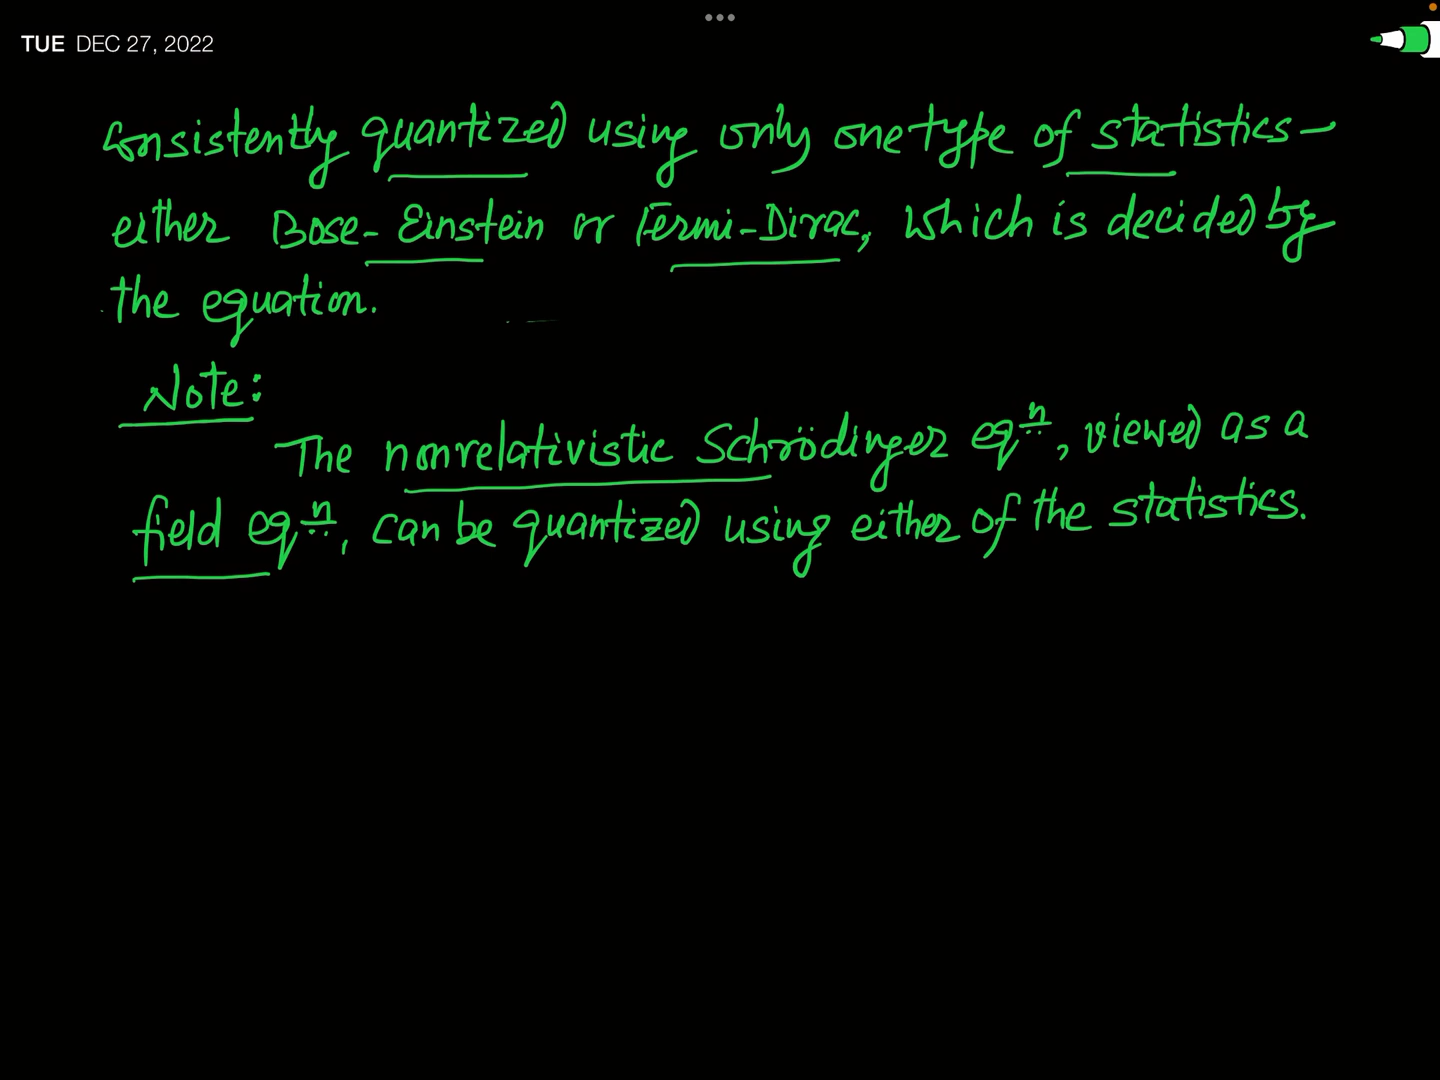 TUE DEC 27, 2022
consistently quantized using only one type of statistics –
either Bose-Einstein or Fermi-Dirac, which is decided by
the equation.
Note:
The nonrelativistic Schrödinger eqⁿ, viewed as a
field eqⁿ, can be quantized using either of the statistics.